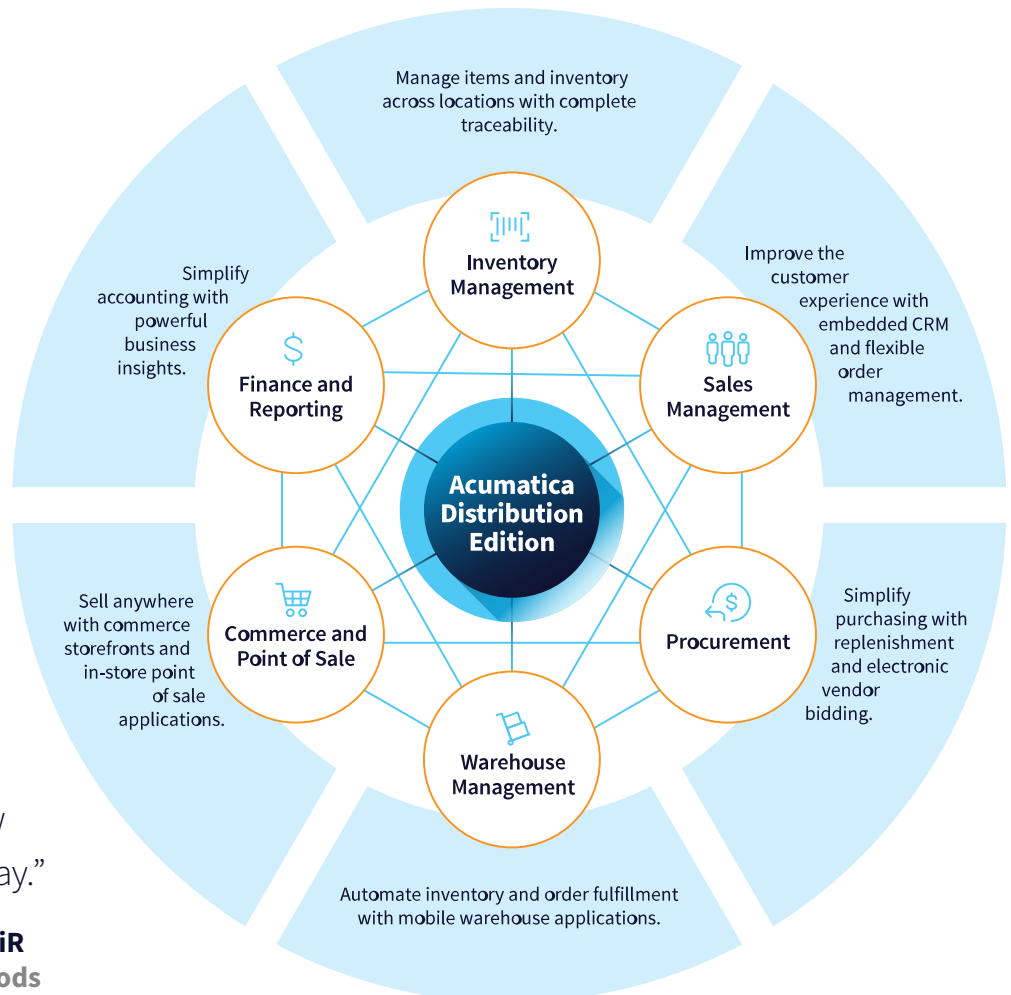 Manage items and inventory
across locations with complete
traceability.
Inventory
Management
Improve the
customer
experience with
embedded CRM
and flexible
order
management.
Sales
Management
Simplify
accounting with
powerful
business
insights.
Finance and
Reporting
Acumatica
Distribution
Edition
Sell anywhere
with commerce
storefronts and
in-store point
of sale
applications.
Commerce and
Point of Sale
Simplify
purchasing with
replenishment
and electronic
vendor
bidding.
Procurement
Warehouse
Management
Automate inventory and order fulfillment
with mobile warehouse applications.
ay.”
iR
ods